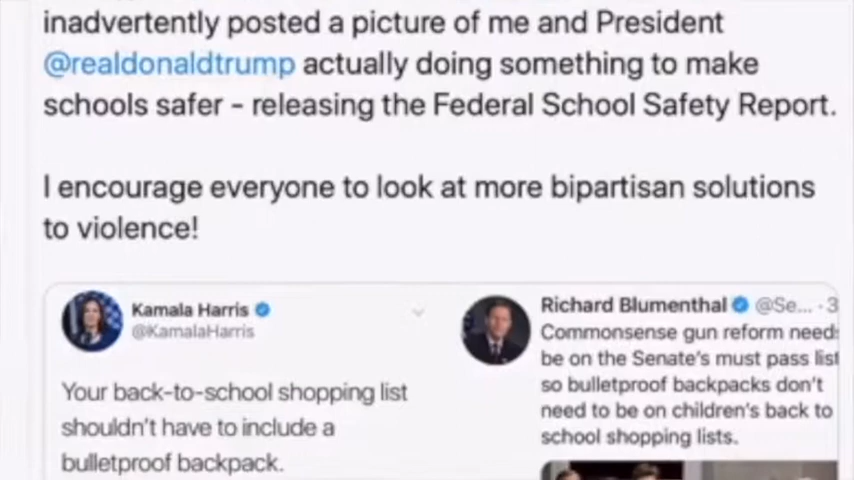 inadvertently posted a picture of me and President
@realdonaldtrump actually doing something to make
schools safer - releasing the Federal School Safety Report.
I encourage everyone to look at more bipartisan solutions
to violence!
Kamala Harris
@KamalaHarris
Your back-to-school shopping list
shouldn't have to include a
bulletproof backpack.
Richard Blumenthal @Se... · 3
Commonsense gun reform need
be on the Senate's must pass list
so bulletproof backpacks don't
need to be on children's back to
school shopping lists.